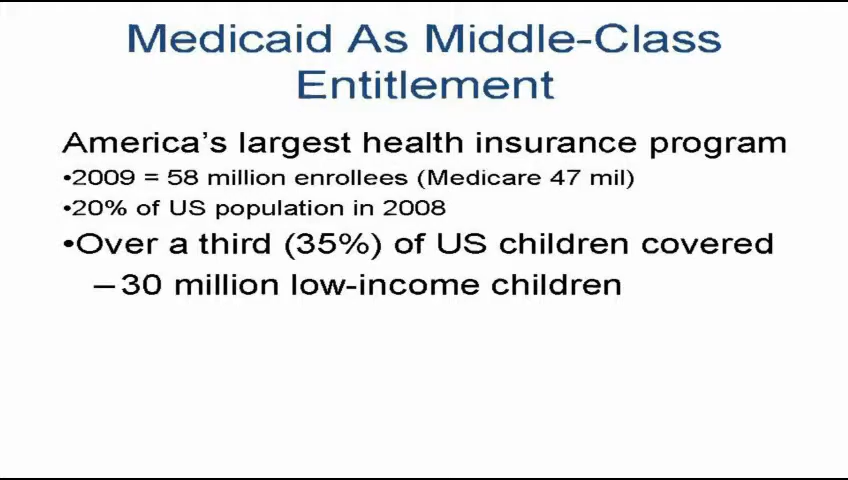 Medicaid As Middle-Class
Entitlement
America's largest health insurance program
•2009 = 58 million enrollees (Medicare 47 mil)
•20% of US population in 2008
•Over a third (35%) of US children covered
–30 million low-income children